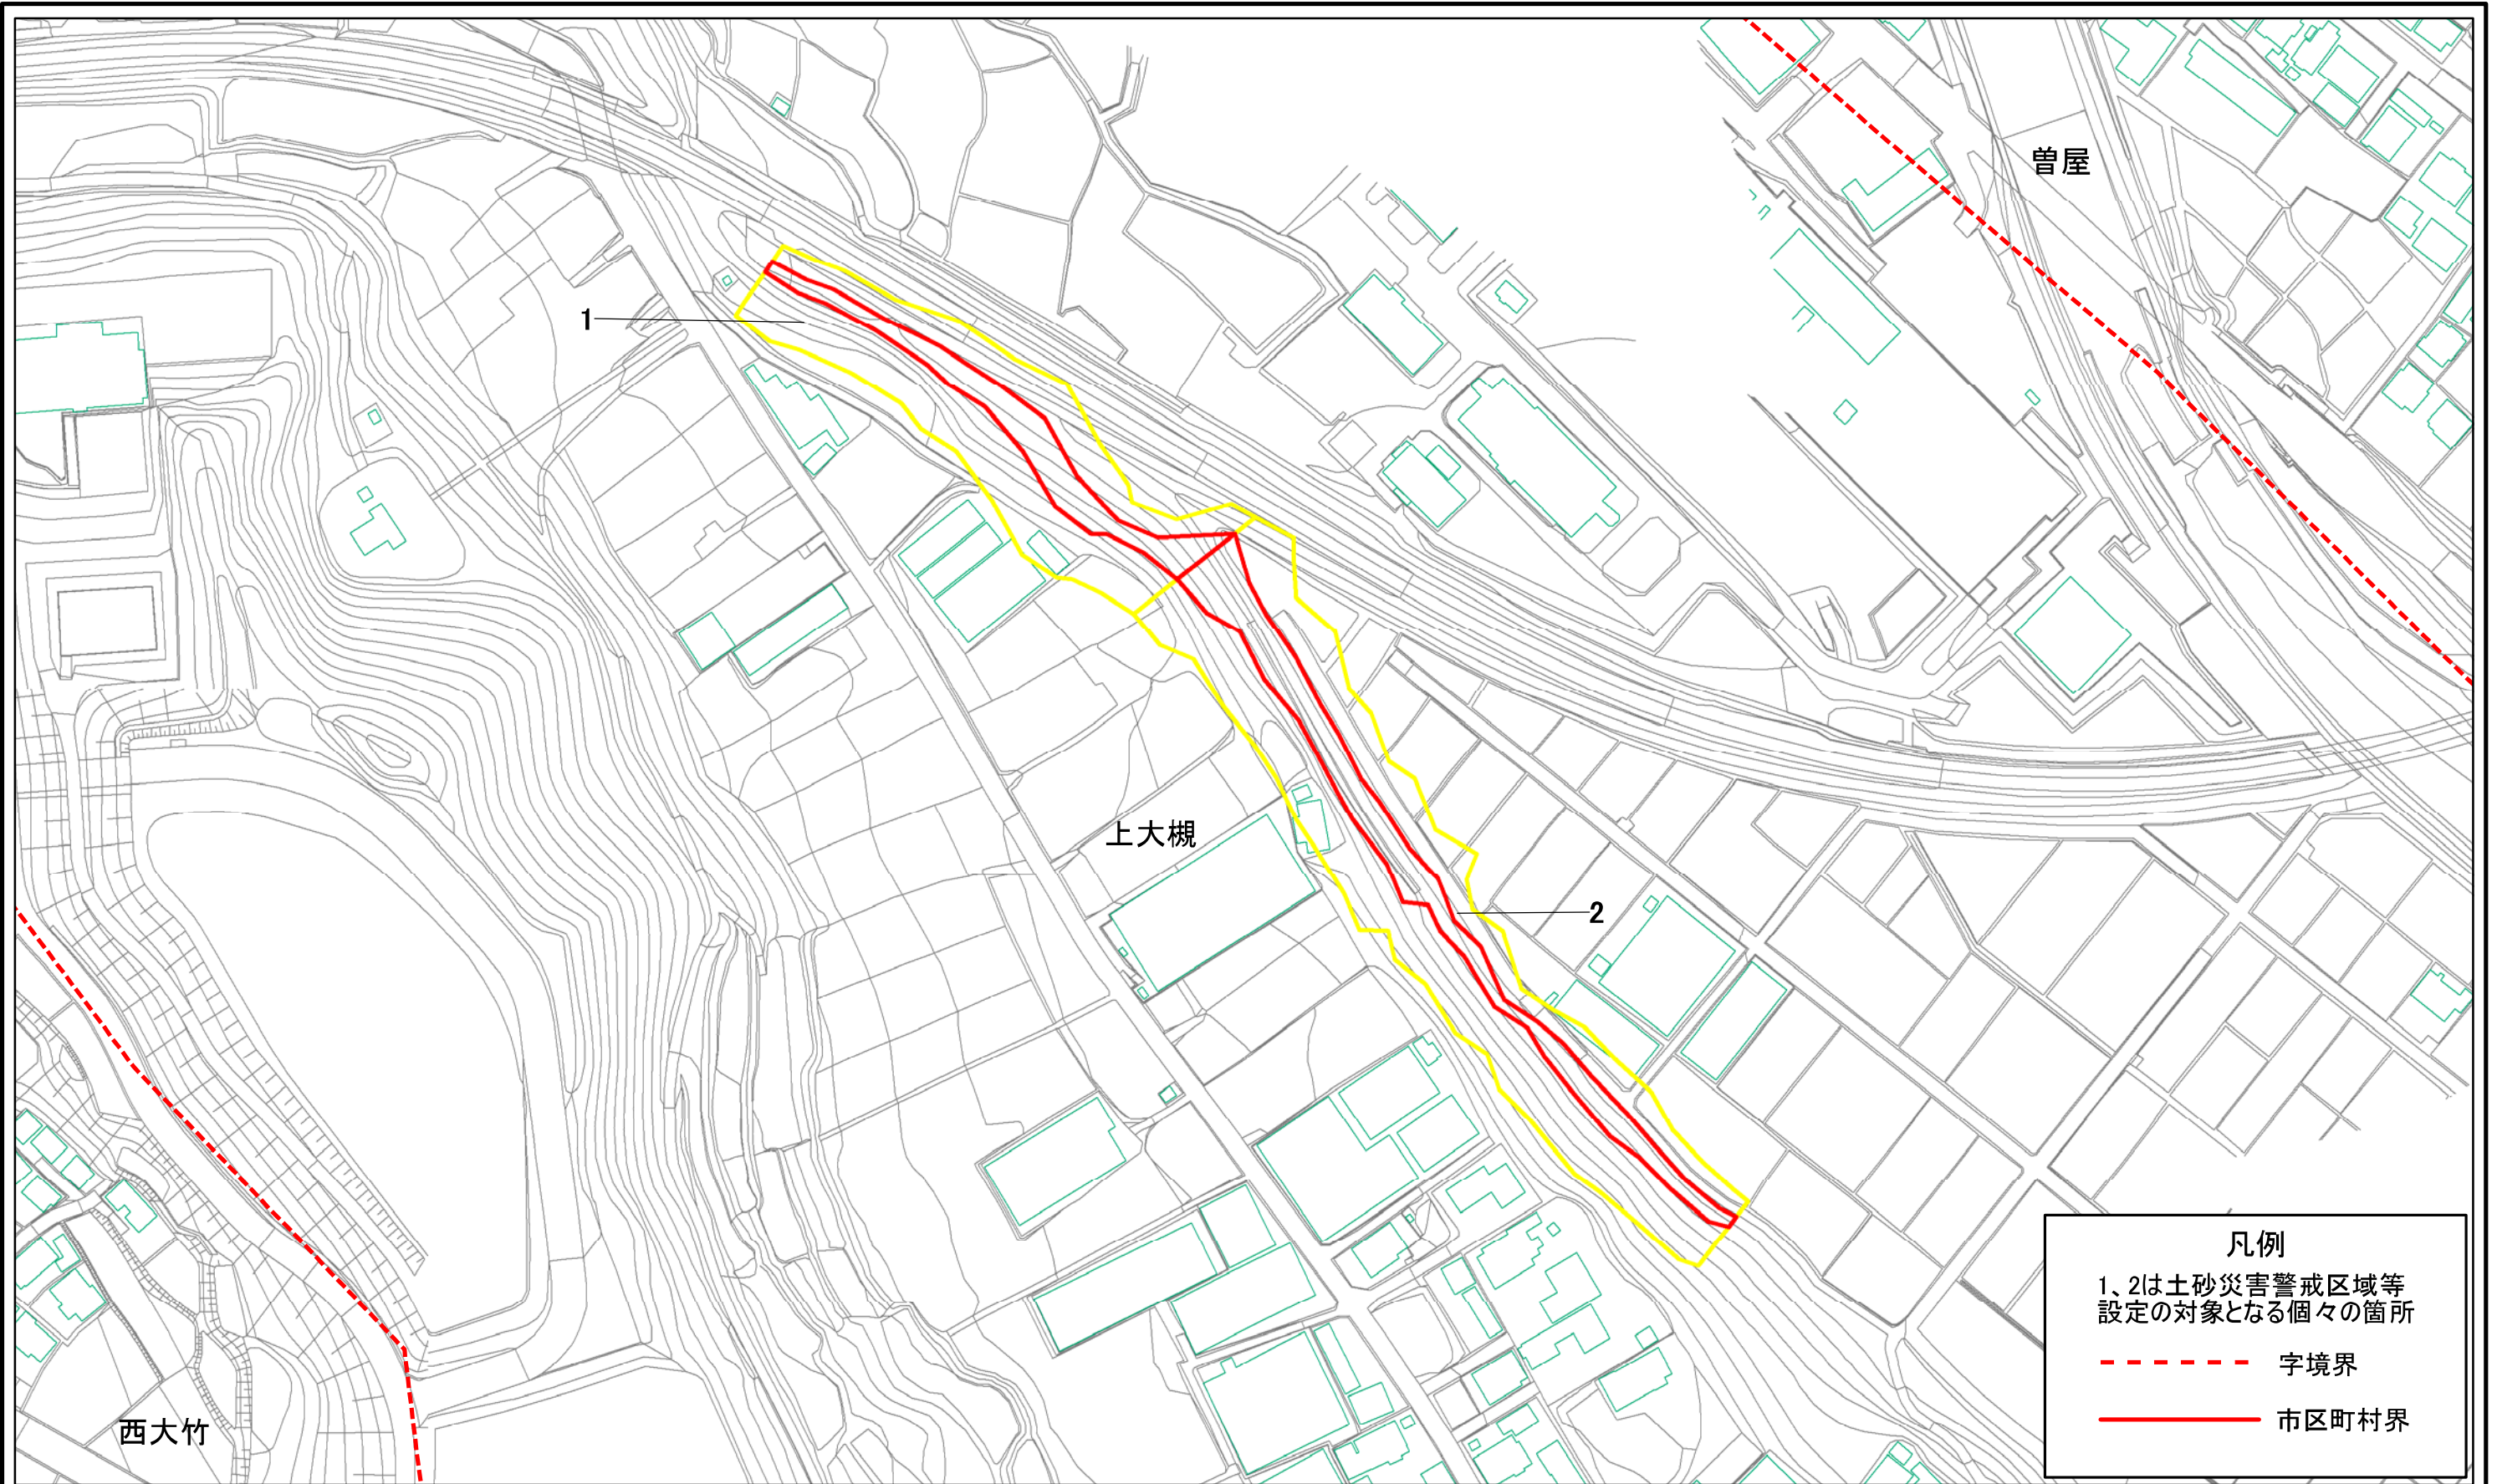 曽屋
1
上大槻
2
西大竹
凡例
1、2は土砂災害警戒区域等
設定の対象となる個々の箇所
字境界
市区町村界